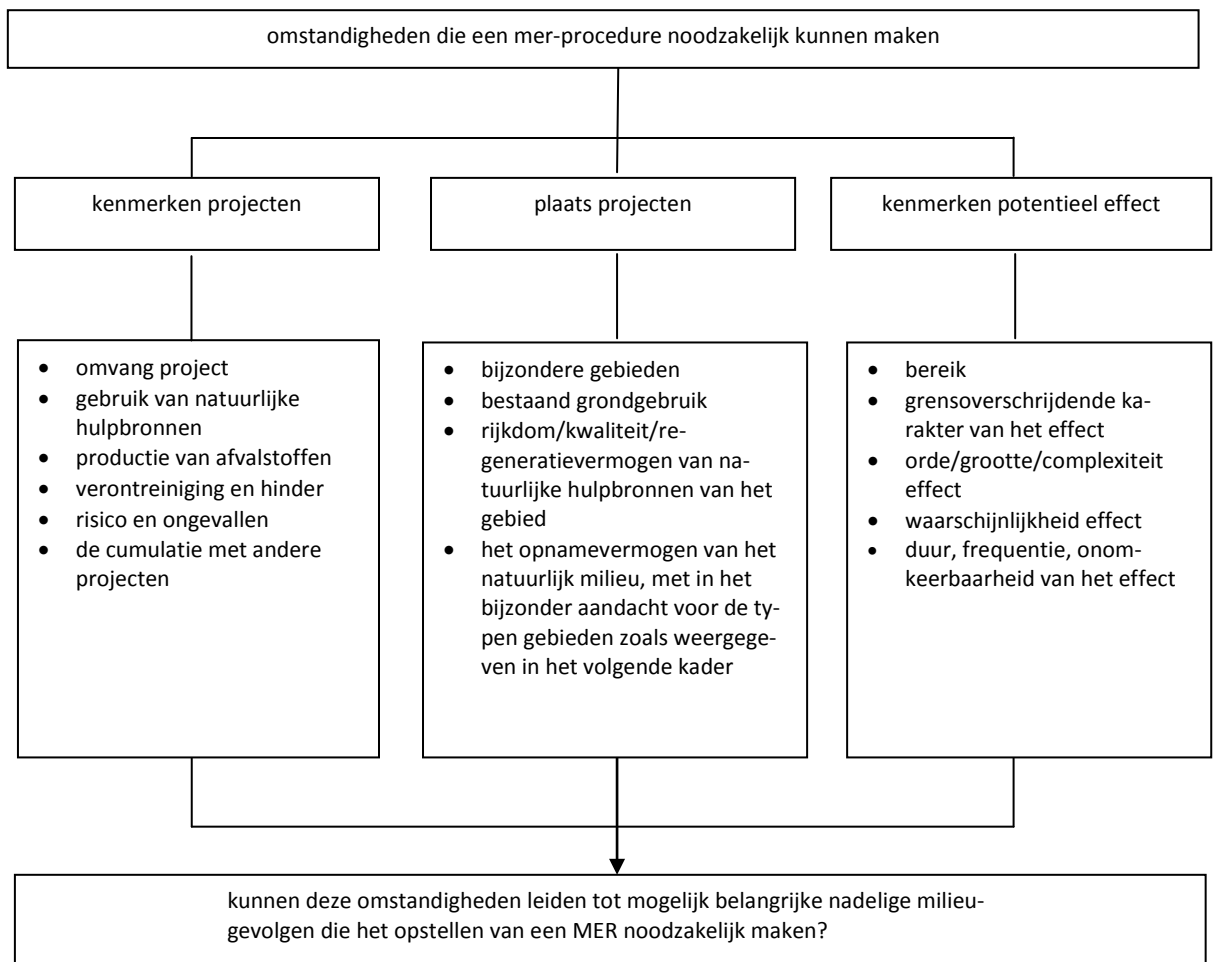 omstandigheden die een mer-procedure noodzakelijk kunnen maken
kenmerken projecten
plaats projecten
kenmerken potentieel effect
• omvang project
• gebruik van natuurlijke
hulpbronnen
• productie van afvalstoffen
• verontreiniging en hinder
• risico en ongevallen
• de cumulatie met andere
projecten
• bijzondere gebieden
• bestaand grondgebruik
• rijkdom/kwaliteit/re-
generatievermogen van na-
tuurlijke hulpbronnen van het
gebied
• het opnamevermogen van het
natuurlijk milieu, met in het
bijzonder aandacht voor de ty-
pen gebieden zoals weergege-
ven in het volgende kader
• bereik
• grensoverschrijdende ka-
rakter van het effect
• orde/grootte/complexiteit
effect
• waarschijnlijkheid effect
• duur, frequentie, onom-
keerbaarheid van het effect
kunnen deze omstandigheden leiden tot mogelijk belangrijke nadelige milieu-
gevolgen die het opstellen van een MER noodzakelijk maken?